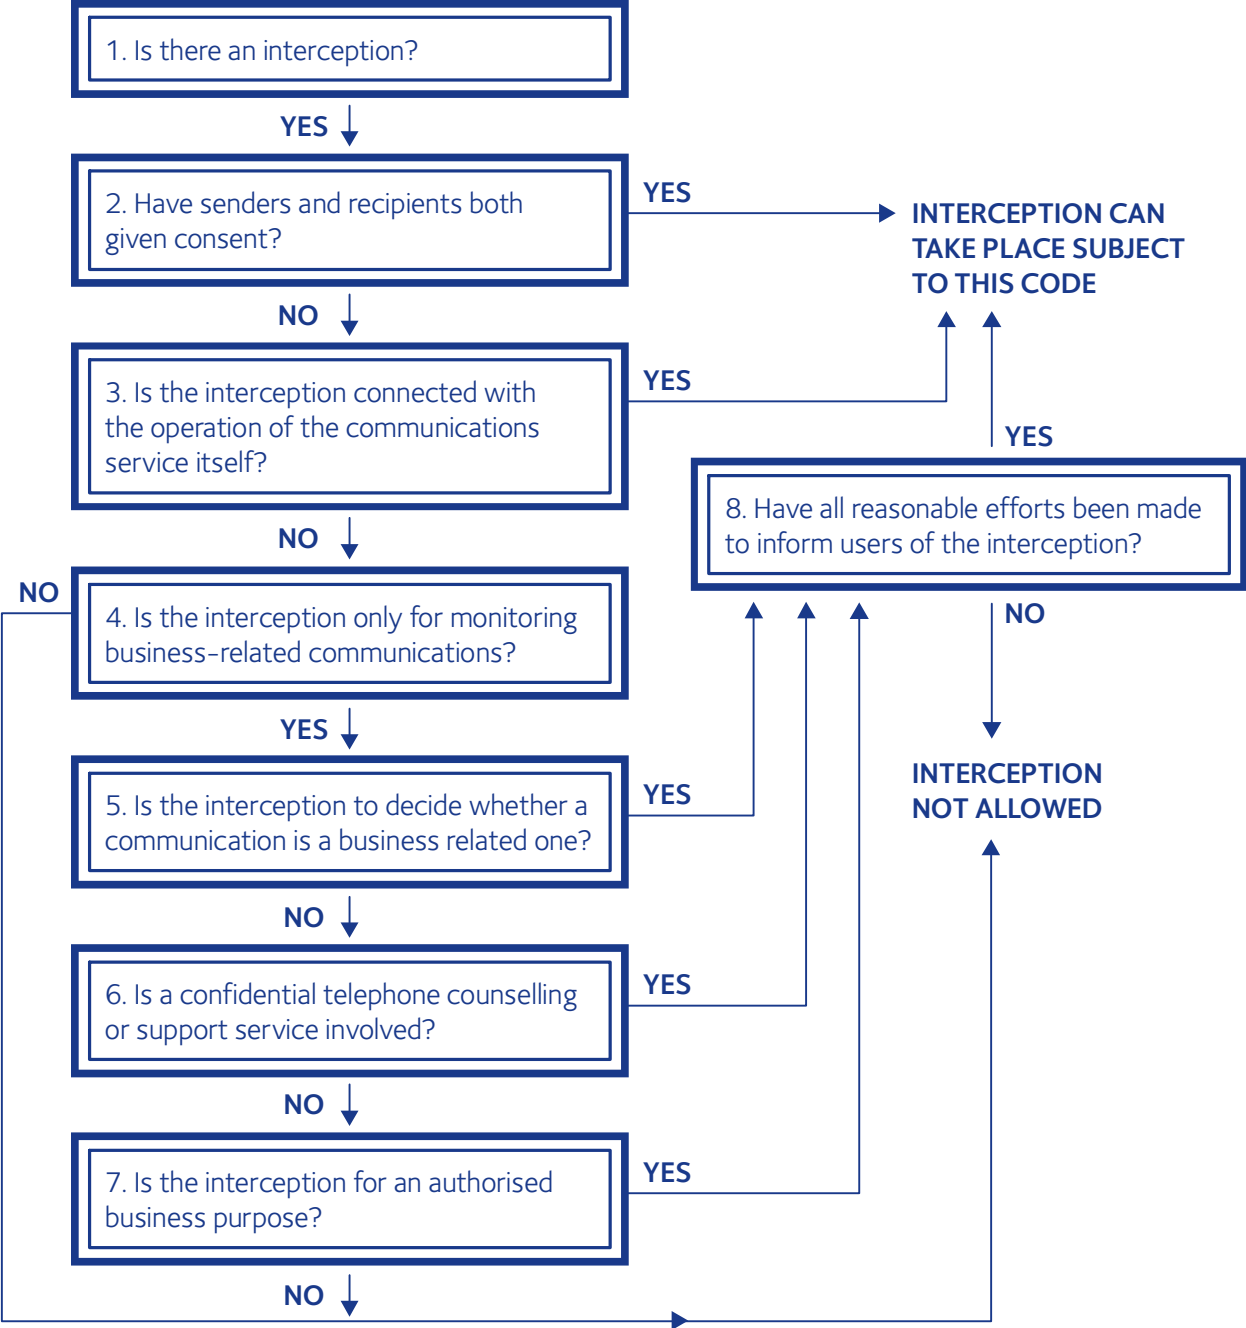 1. Is there an interception?
YES
2. Have senders and recipients both
given consent?
YES
INTERCEPTION CAN
TAKE PLACE SUBJECT
TO THIS CODE
NO
3. Is the interception connected with
the operation of the communications
service itself?
YES
YES
8. Have all reasonable efforts been made
to inform users of the interception?
NO
NO
4. Is the interception only for monitoring
business-related communications?
NO
YES
5. Is the interception to decide whether a
communication is a business related one?
YES
INTERCEPTION
NOT ALLOWED
NO
6. Is a confidential telephone counselling
or support service involved?
YES
NO
7. Is the interception for an authorised
business purpose?
YES
NO